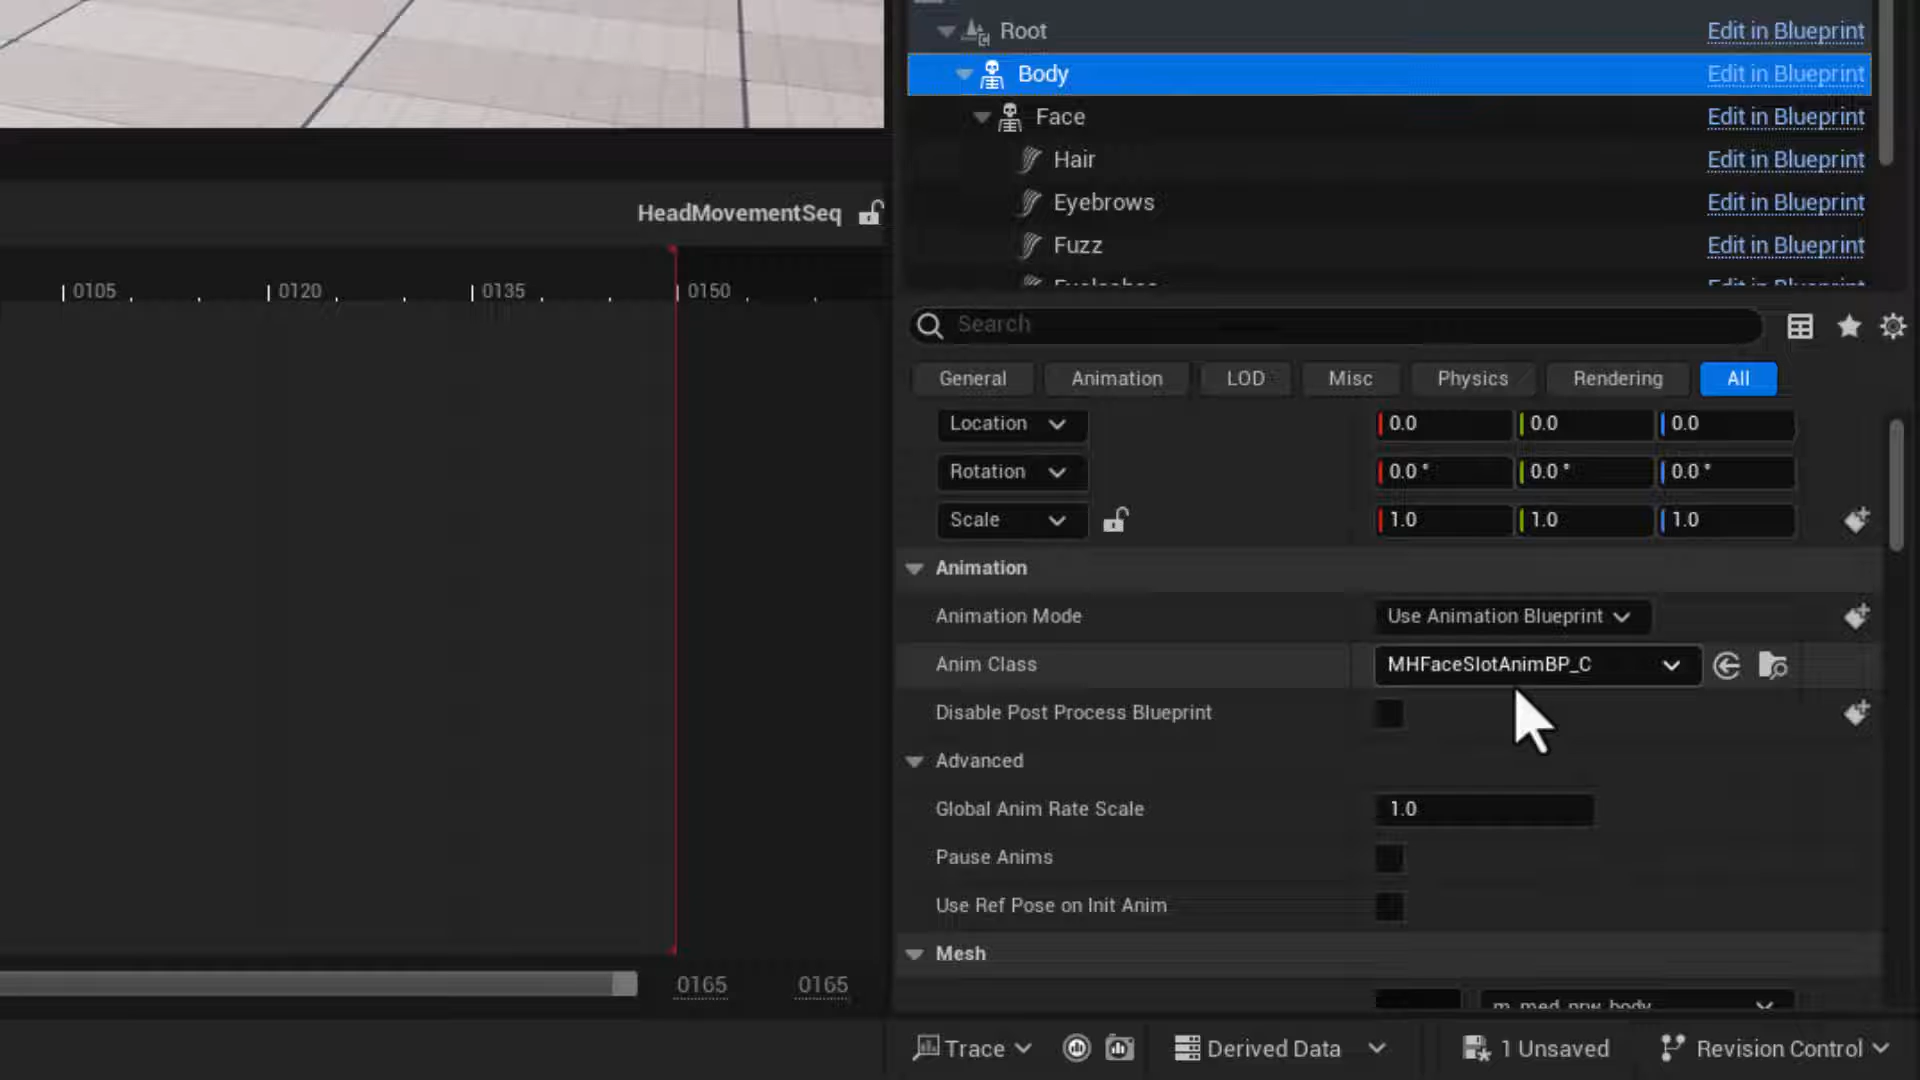 Root Edit in Blueprint
Body Edit in Blueprint
Face Edit in Blueprint
Hair Edit in Blueprint
Eyebrows Edit in Blueprint
Fuzz Edit in Blueprint
HeadMovementSeq
0105 0120 0135 0150
Search
General Animation LOD Misc Physics Rendering All
Location 0.0 0.0 0.0
Rotation 0.0 ° 0.0 ° 0.0 °
Scale 1.0 1.0 1.0
Animation
Animation Mode Use Animation Blueprint
Anim Class MHFaceSlotAnimBP_C
Disable Post Process Blueprint
Advanced
Global Anim Rate Scale 1.0
Pause Anims
Use Ref Pose on Init Anim
Mesh
0165 0165
Trace Derived Data 1 Unsaved Revision Control